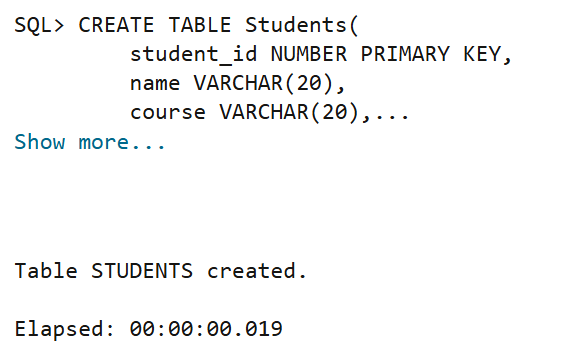 SQL> CREATE TABLE Students(
student_id NUMBER PRIMARY KEY,
name VARCHAR(20),
course VARCHAR(20),...
Show more...
Table STUDENTS created.
Elapsed: 00:00:00.019